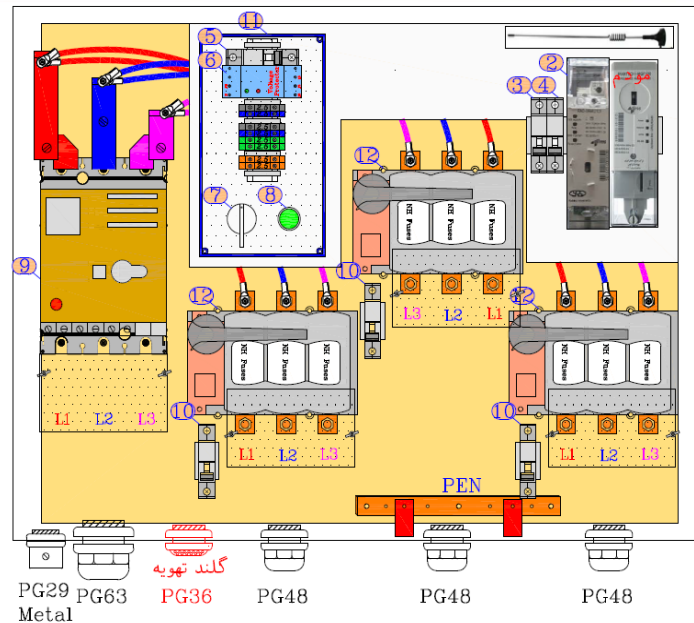 11
5
6
Voltage
Protector
2
3 4
مودم
12
7
8
NH Fuses
NH Fuses
NH Fuses
9
10
12
12
L3 L2 L1
NH Fuses
NH Fuses
NH Fuses
NH Fuses
NH Fuses
NH Fuses
10
10
L1 L2 L3
L1 L2 L3
L1 L2 L3
PEN
گلند تهویه
PG29
Metal
PG63
PG36
PG48
PG48
PG48